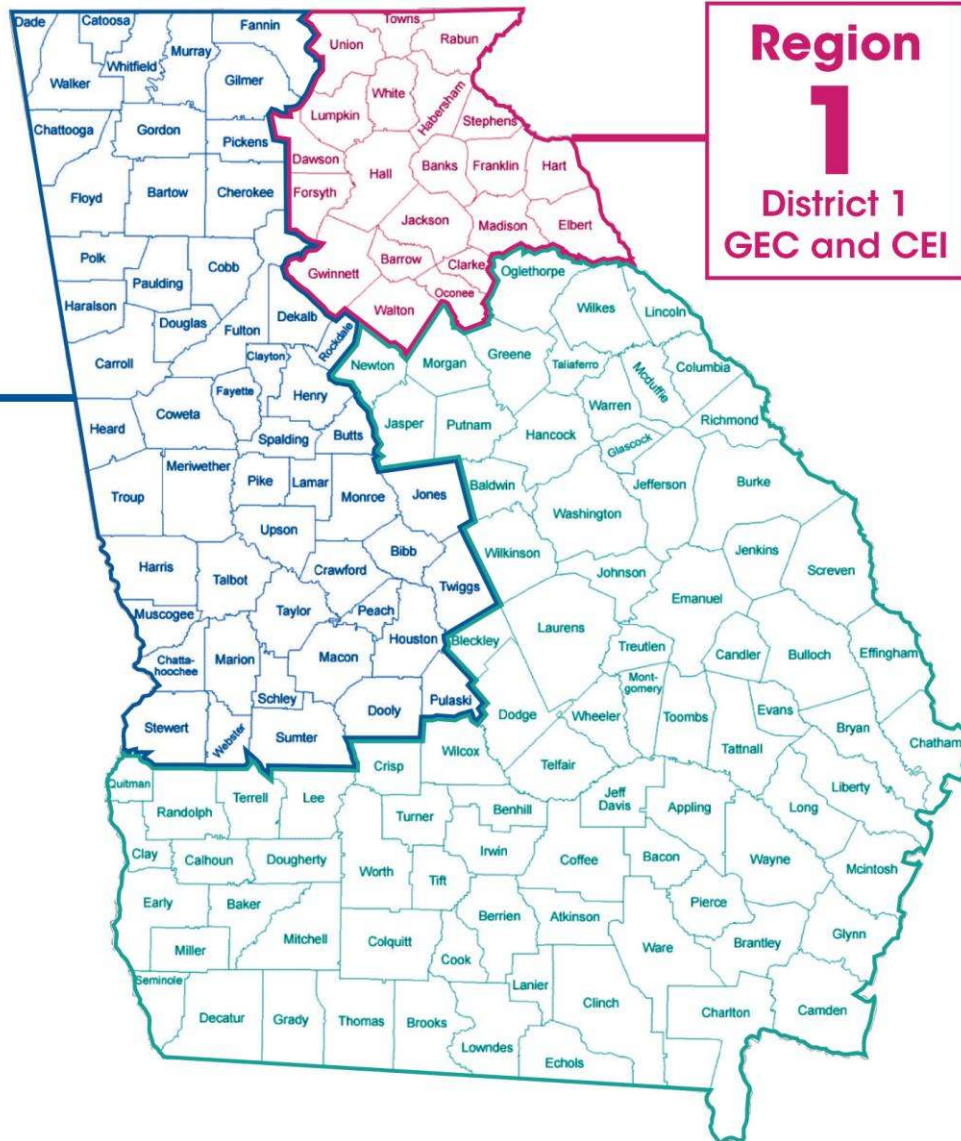 Dade
Catoosa
Fannin
Towns
Rabun
Union
Murray
Whitfield
Walker
Gilmer
White
Habersham
Lumpkin
Stephens
Chattooga
Gordon
Pickens
Dawson
Hall
Banks
Franklin
Hart
Floyd
Bartow
Cherokee
Forsyth
Jackson
Madison
Elbert
Region
1
District 1
GEC and CEI
Polk
Paulding
Cobb
Gwinnett
Barrow
Clarke
Oconee
Oglethorpe
Haralson
Douglas
Fulton
Dekalb
Rockdale
Walton
Wilkes
Lincoln
Carroll
Clayton
Newton
Morgan
Greene
Taliaferro
Mcduffie
Columbia
Fayette
Henry
Coweta
Heard
Spalding
Butts
Jasper
Putnam
Hancock
Warren
Glascock
Richmond
Meriwether
Troup
Pike
Lamar
Monroe
Jones
Baldwin
Washington
Jefferson
Burke
Upson
Harris
Talbot
Crawford
Bibb
Twiggs
Wilkinson
Johnson
Jenkins
Screven
Emanuel
Muscogee
Taylor
Peach
Houston
Bleckley
Laurens
Treutlen
Candler
Bulloch
Effingham
Chatta-
hoochee
Marion
Macon
Schley
Dooly
Pulaski
Mont-
gomery
Stewert
Webster
Sumter
Dodge
Wheeler
Toombs
Evans
Bryan
Chatham
Tattnall
Crisp
Wilcox
Telfair
Quitman
Randolph
Terrell
Lee
Turner
Benhill
Jeff
Davis
Appling
Long
Liberty
Clay
Calhoun
Dougherty
Worth
Tift
Irwin
Coffee
Bacon
Wayne
Mcintosh
Early
Baker
Mitchell
Colquitt
Berrien
Atkinson
Pierce
Miller
Cook
Ware
Brantley
Glynn
Seminole
Lanier
Clinch
Charlton
Camden
Decatur
Grady
Thomas
Brooks
Lowndes
Echols